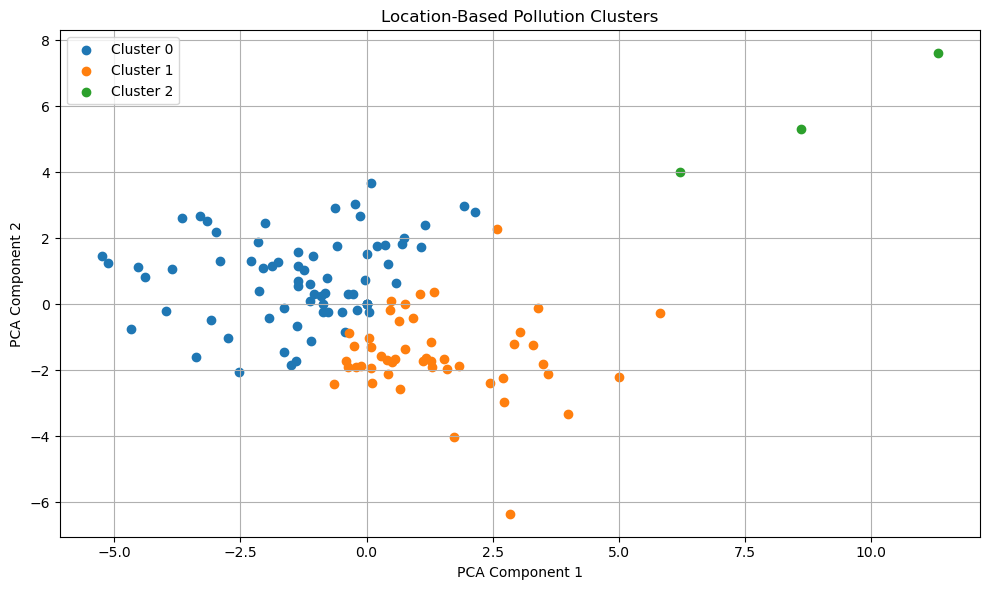 Location-Based Pollution Clusters
Cluster 0
Cluster 1
Cluster 2
PCA Component 2
8
6
4
2
0
−2
−4
−6
−5.0 −2.5 0.0 2.5 5.0 7.5 10.0
PCA Component 1